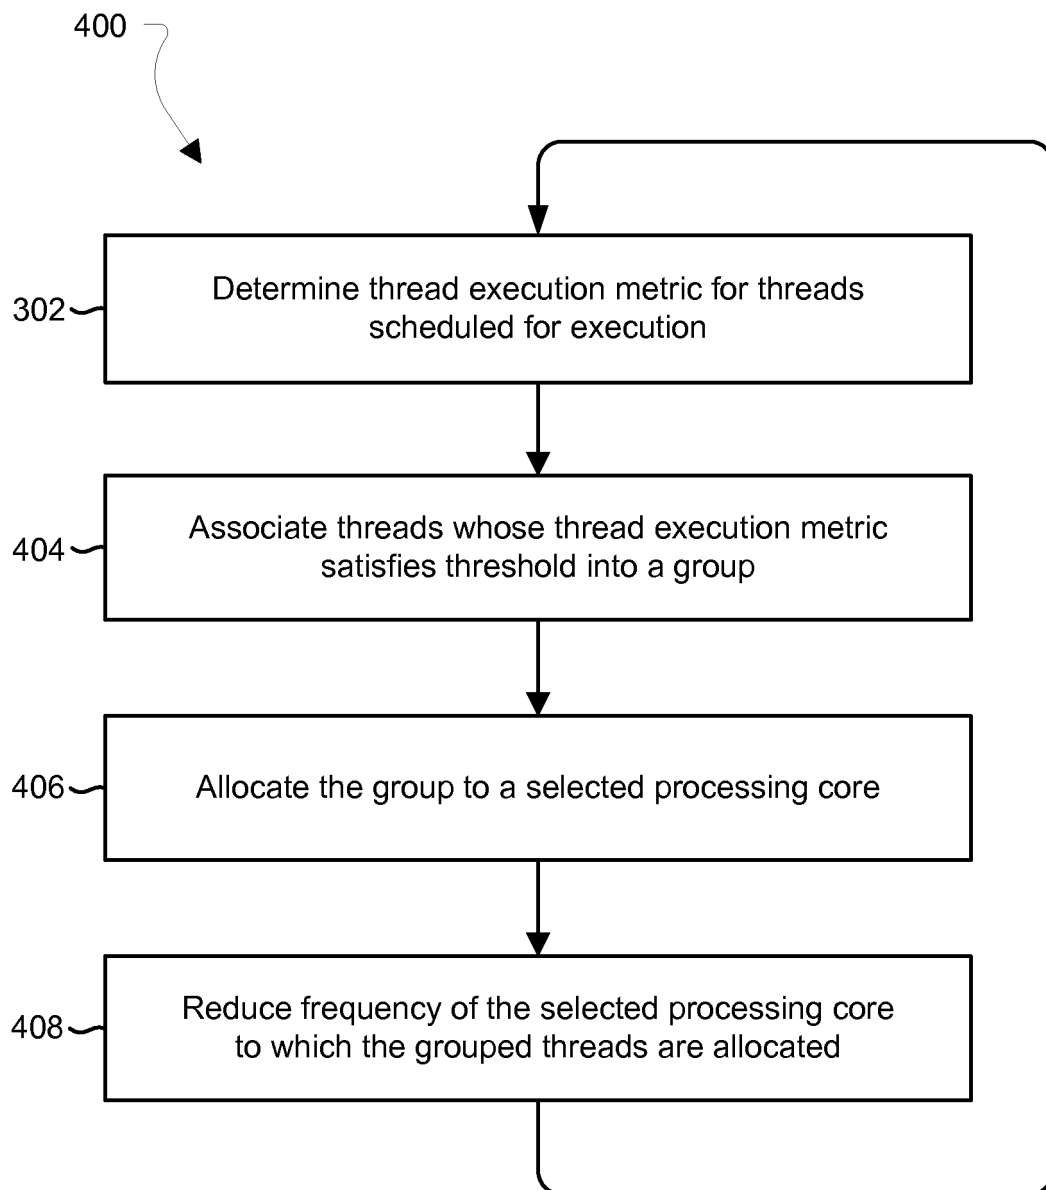 400
302
Determine thread execution metric for threads
scheduled for execution
404
Associate threads whose thread execution metric
satisfies threshold into a group
406
Allocate the group to a selected processing core
408
Reduce frequency of the selected processing core
to which the grouped threads are allocated